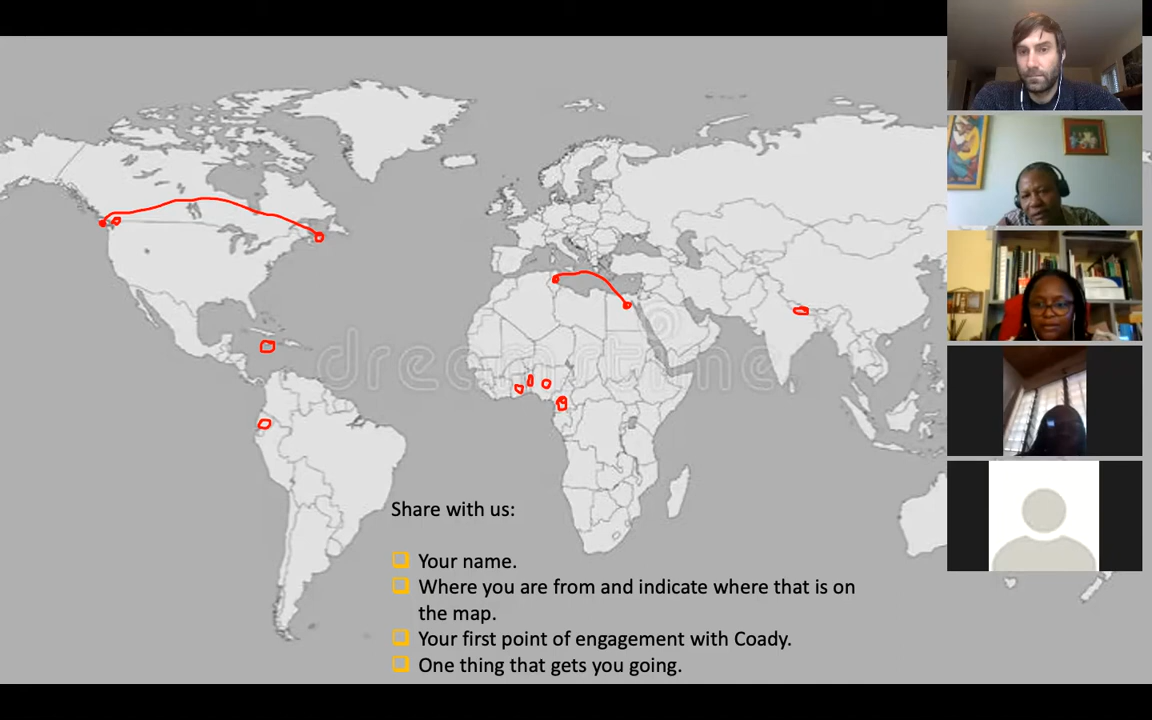 dreamstime
Share with us:
Your name.
Where you are from and indicate where that is on
the map.
Your first point of engagement with Coady.
One thing that gets you going.